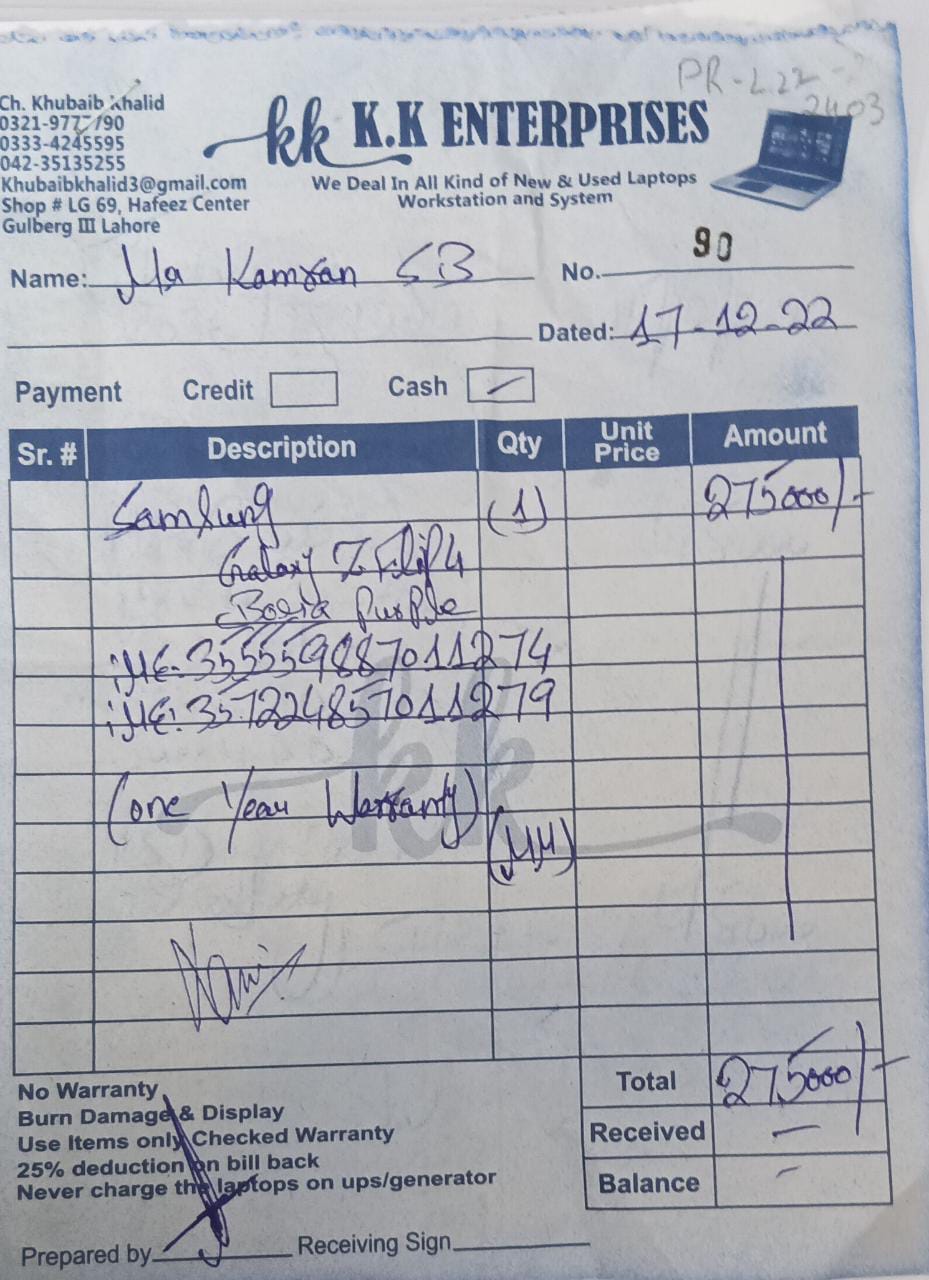 PR-L22-
2403
Ch. Khubaib Khalid
0321-977 790
0333-4245595
042-35135255
Khubaibkhalid3@gmail.com
Shop # LG 69, Hafeez Center
Gulberg III Lahore
kk K.K ENTERPRISES
We Deal In All Kind of New & Used Laptops
Workstation and System
Name: Kamran SB
No. 90
Dated: 17-12-22
Payment Credit Cash
Sr. # Description Qty Unit Price Amount
Samsung (1) 275000/-
Galaxy Z Flip 4
Bora Purple
iME: 355559887011274
iME: 357224857011279
(one Year Warranty)
kk
Total 275000/-
Received —
Balance -
No Warranty
Burn Damage & Display
Use Items only Checked Warranty
25% deduction on bill back
Never charge the laptops on ups/generator
Prepared by
Receiving Sign